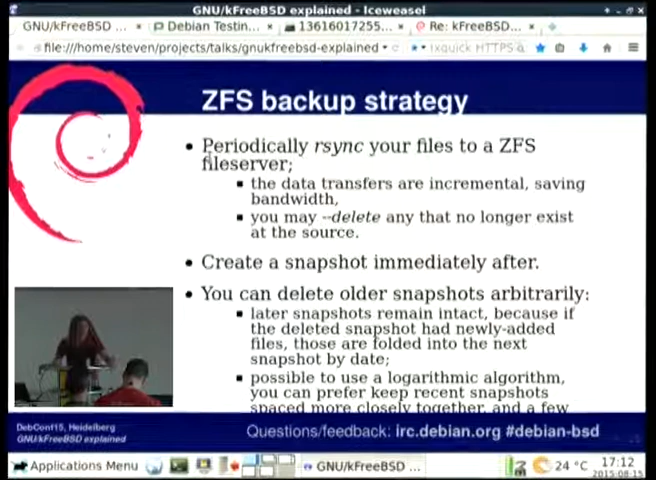 GNU/kFreeBSD explained - Iceweasel
GNU/kFreeBSD ... × Debian Testin... × 13616017255... × Re: kFreeBSD... ×
file:///home/steven/projects/talks/gnukfreebsd-explained
Ixquick HTTPS
ZFS backup strategy
• Periodically rsync your files to a ZFS
fileserver;
▪ the data transfers are incremental, saving
bandwidth,
▪ you may --delete any that no longer exist
at the source.
• Create a snapshot immediately after.
• You can delete older snapshots arbitrarily:
▪ later snapshots remain intact, because if
the deleted snapshot had newly-added
files, those are folded into the next
snapshot by date;
▪ possible to use a logarithmic algorithm,
you can prefer keep recent snapshots
spaced more closely together, and a few
DebConf15, Heidelberg
GNU/kFreeBSD explained
Questions/feedback: irc.debian.org #debian-bsd
Applications Menu
GNU/kFreeBSD ...
24 °C
17:12
2015-08-15